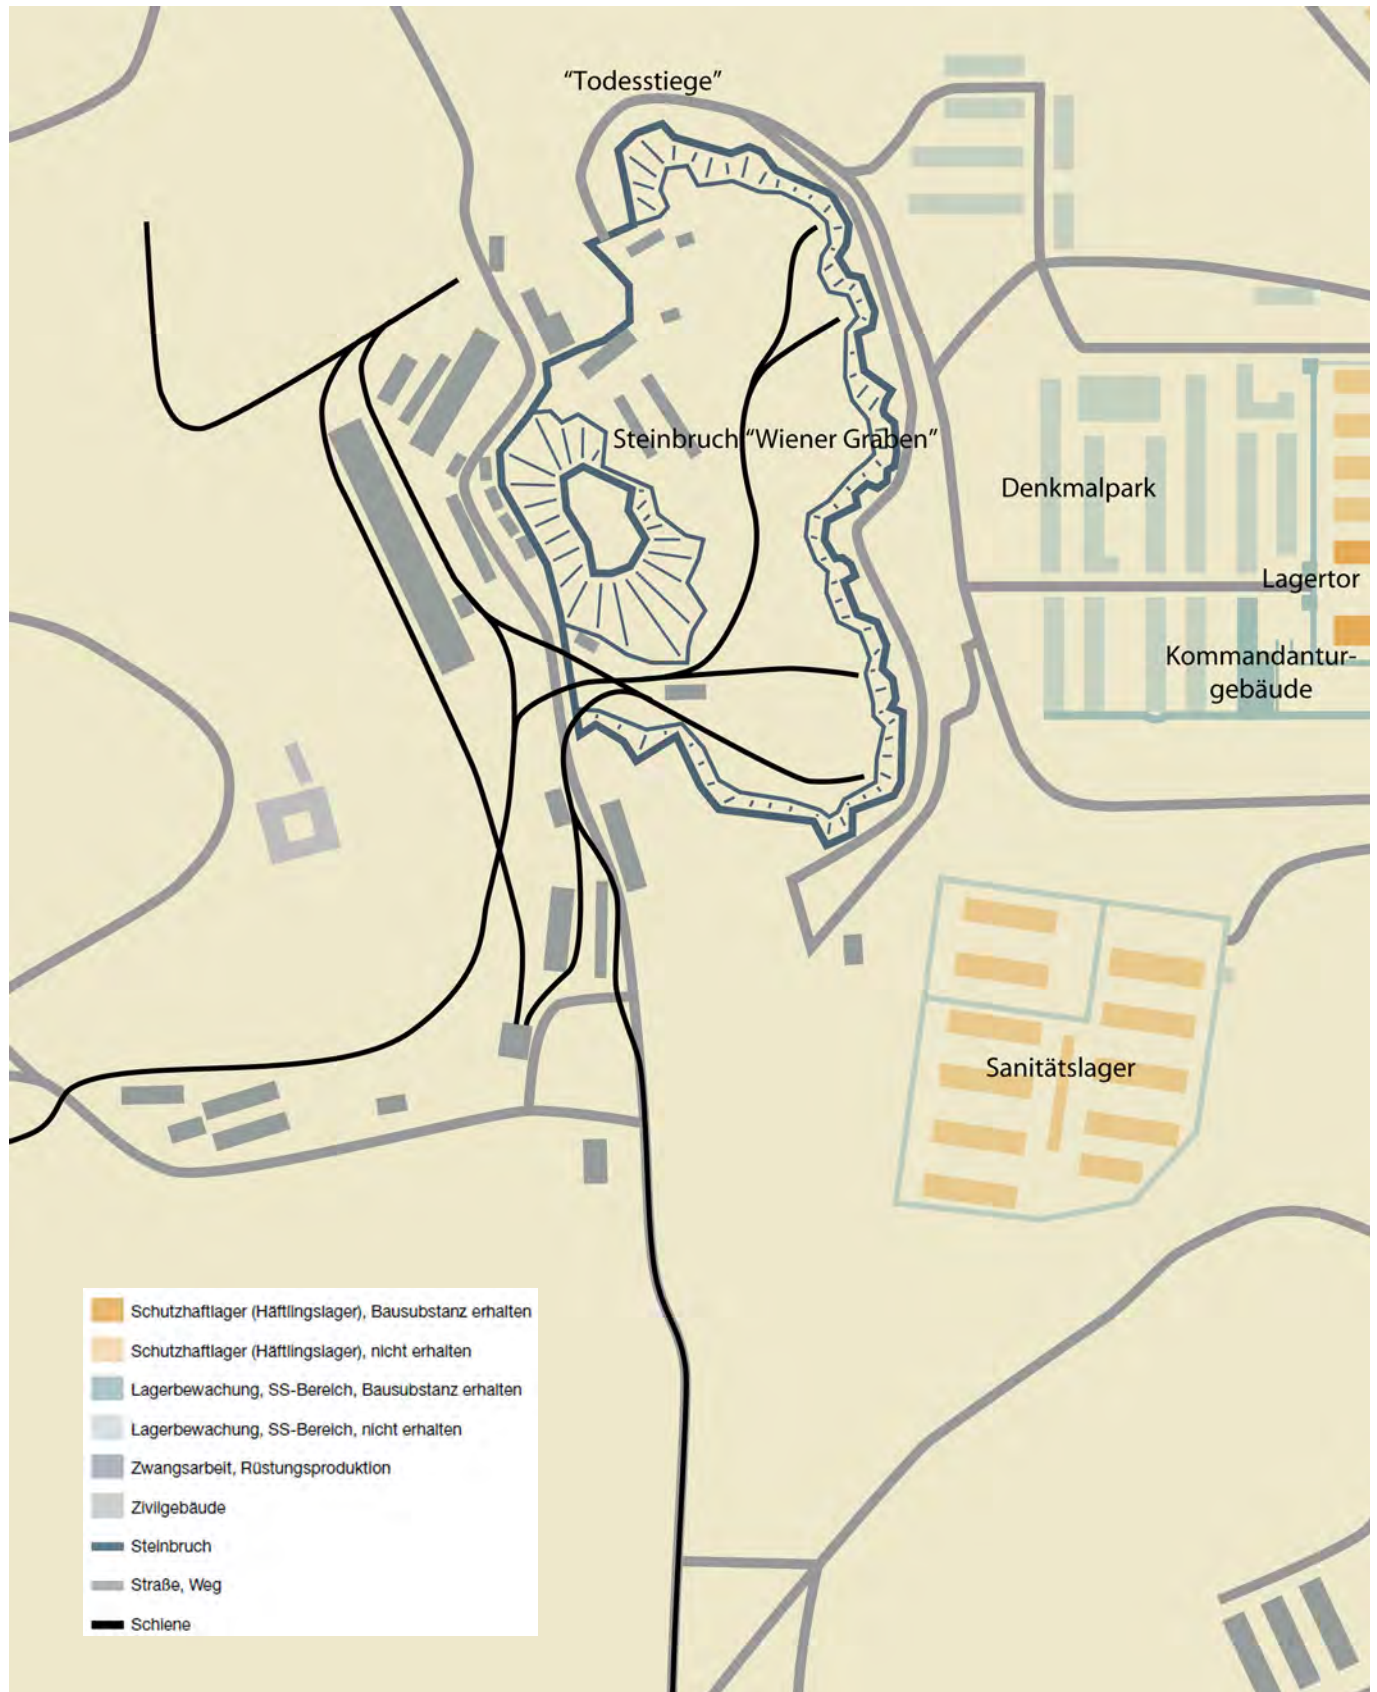 “Todesstiege”
Steinbruch “Wiener Graben”
Denkmalpark
Lagertor
Kommandantur-
gebäude
Sanitätslager
Schutzhaftlager (Häftlingslager), Bausubstanz erhalten
Schutzhaftlager (Häftlingslager), nicht erhalten
Lagerbewachung, SS-Bereich, Bausubstanz erhalten
Lagerbewachung, SS-Bereich, nicht erhalten
Zwangsarbeit, Rüstungsproduktion
Zivilgebäude
Steinbruch
Straße, Weg
Schiene